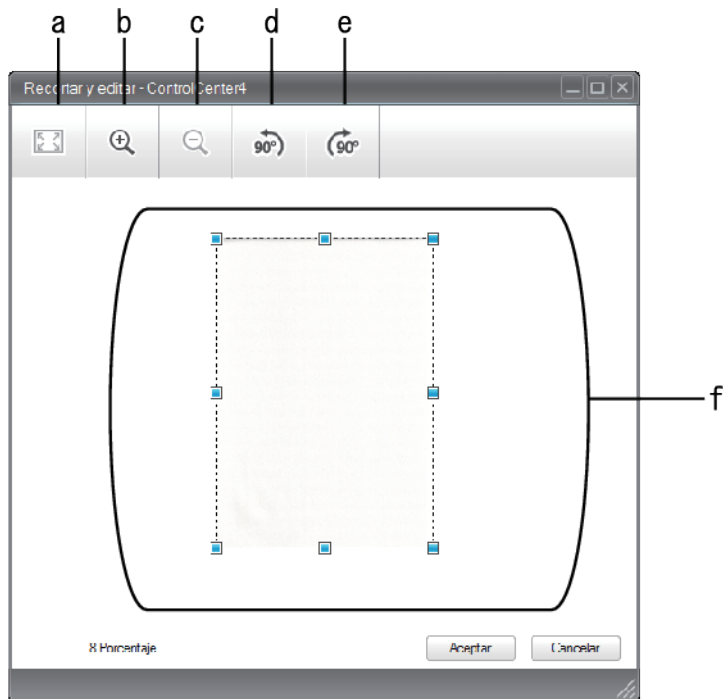 a b c d e
Recortar y editar - ControlCenter4
90° 90°
f
8 Porcentaje
Aceptar Cancelar